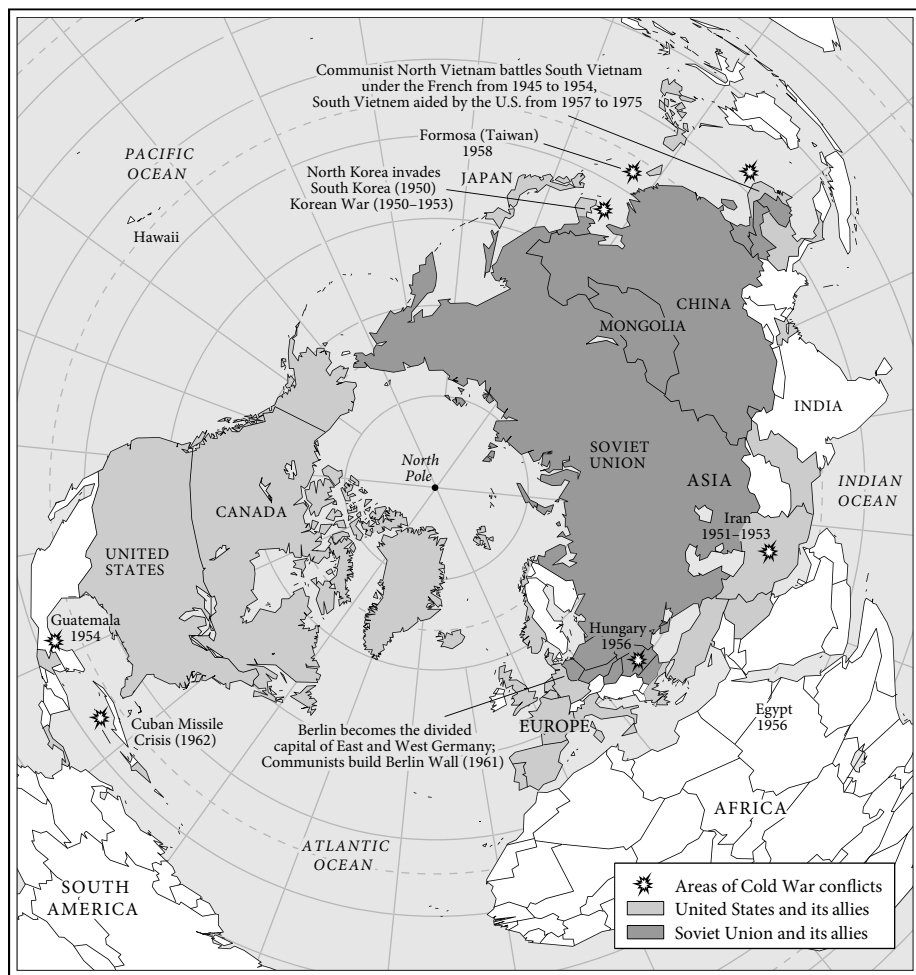 Communist North Vietnam battles South Vietnam
under the French from 1945 to 1954,
South Vietnem aided by the U.S. from 1957 to 1975
Formosa (Taiwan)
1958
PACIFIC
OCEAN
JAPAN
North Korea invades
South Korea (1950)
Korean War (1950–1953)
Hawaii
CHINA
MONGOLIA
INDIA
SOVIET
UNION
North
Pole
ASIA
INDIAN
OCEAN
CANADA
Iran
1951–1953
UNITED
STATES
Guatemala
1954
Hungary
1956
Cuban Missile
Crisis (1962)
Berlin becomes the divided
capital of East and West Germany;
Communists build Berlin Wall (1961)
EUROPE
Egypt
1956
AFRICA
ATLANTIC
OCEAN
SOUTH
AMERICA
Areas of Cold War conflicts
United States and its allies
Soviet Union and its allies